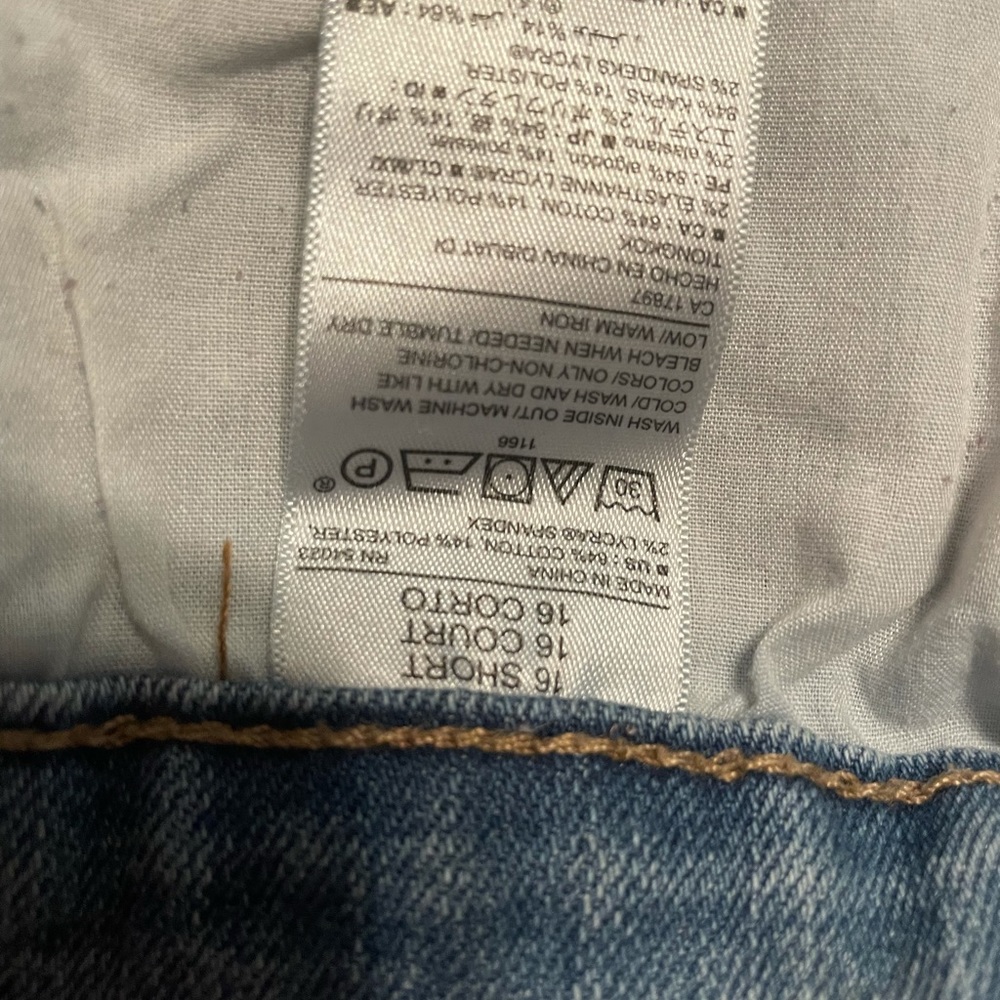 16 SHORT
16 COURT
16 CORTO
MADE IN CHINA RN 54023
■ US : 84% COTTON, 14% POLYESTER,
2% LYCRA® SPANDEX
30 P ®
1166
WASH INSIDE OUT/ MACHINE WASH
COLD/ WASH AND DRY WITH LIKE
COLORS/ ONLY NON-CHLORINE
BLEACH WHEN NEEDED/ TUMBLE DRY
LOW/ WARM IRON
CA 17897
HECHO EN CHINA/ DIBUAT DI
TIONGKOK
■ CA : 84% COTON, 14% POLYESTER
2% ELASTHANNE LYCRA® ■ CL/MX/
PE : 84% algodón, 14% poliéster
2% elastano ■ JP : 84% 綿, 14% ポリ
エステル, 2% ポリウレタン ■ ID :
84% KAPAS, 14% POLISTER,
2% SPANDEKS LYCRA®
■ AE : 84%